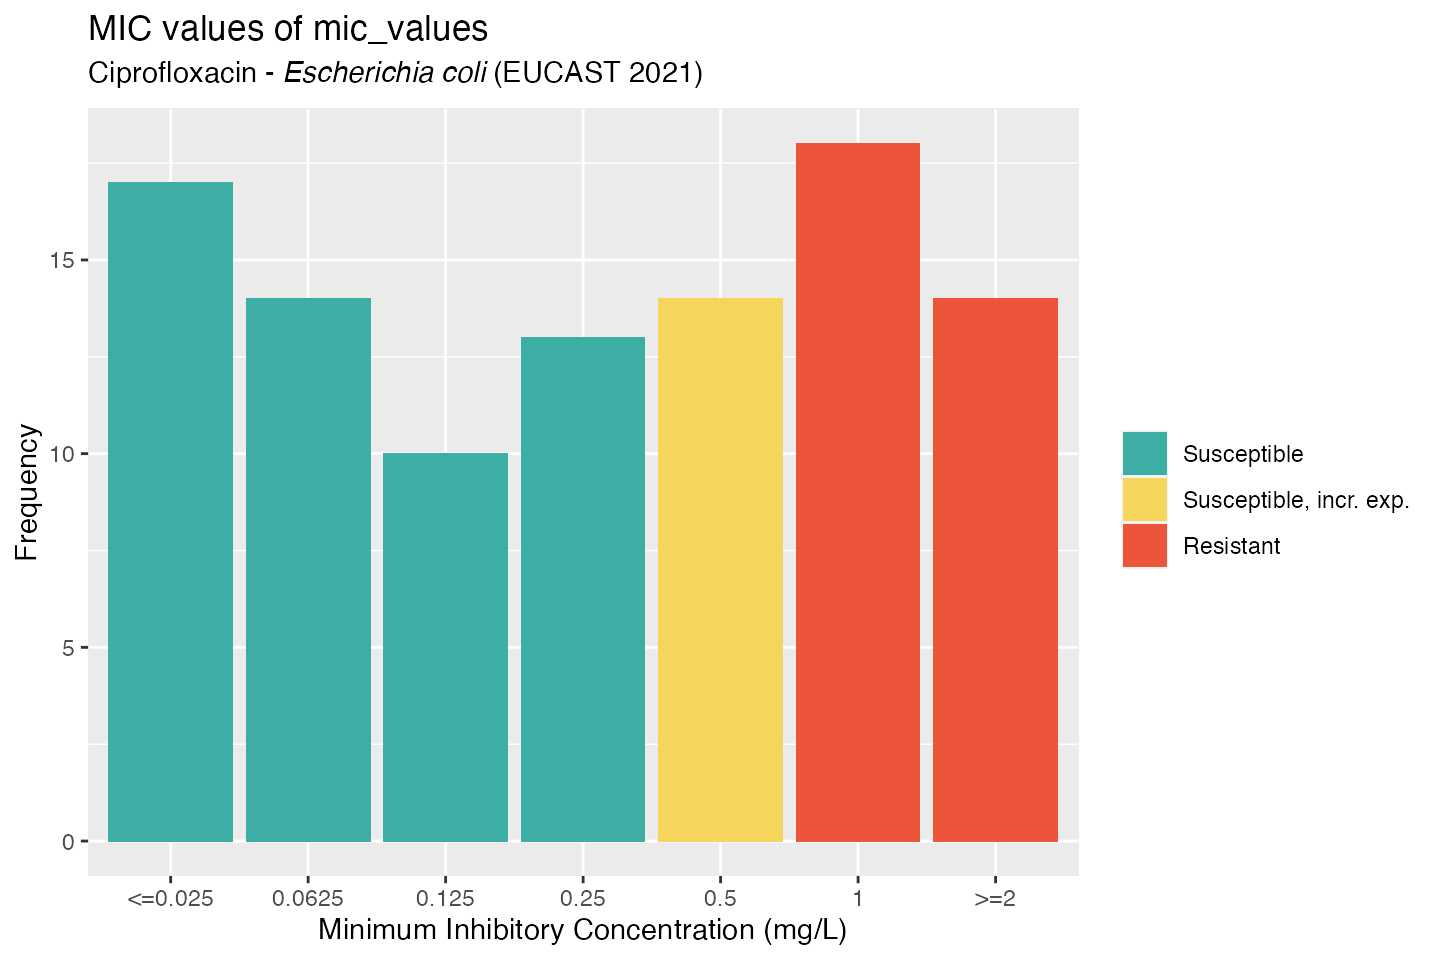 MIC values of mic_values
Ciprofloxacin - Escherichia coli (EUCAST 2021)
Frequency
15
10
5
0
<=0.025 0.0625 0.125 0.25 0.5 1 >=2
Minimum Inhibitory Concentration (mg/L)
Susceptible
Susceptible, incr. exp.
Resistant